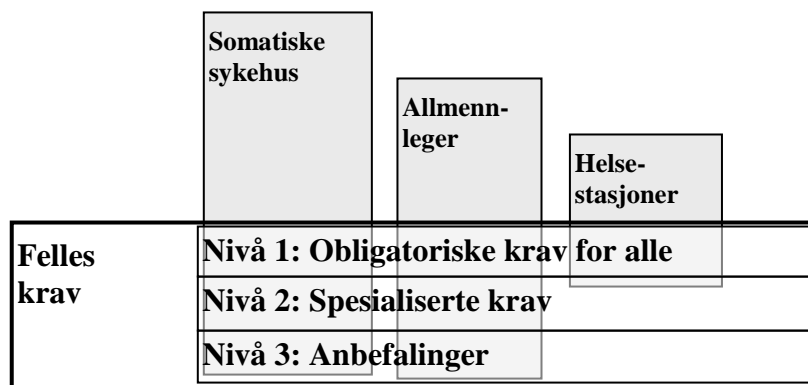 Somatiske
sykehus
Allmenn-
leger
Helse-
stasjoner
Felles
krav
Nivå 1: Obligatoriske krav for alle
Nivå 2: Spesialiserte krav
Nivå 3: Anbefalinger